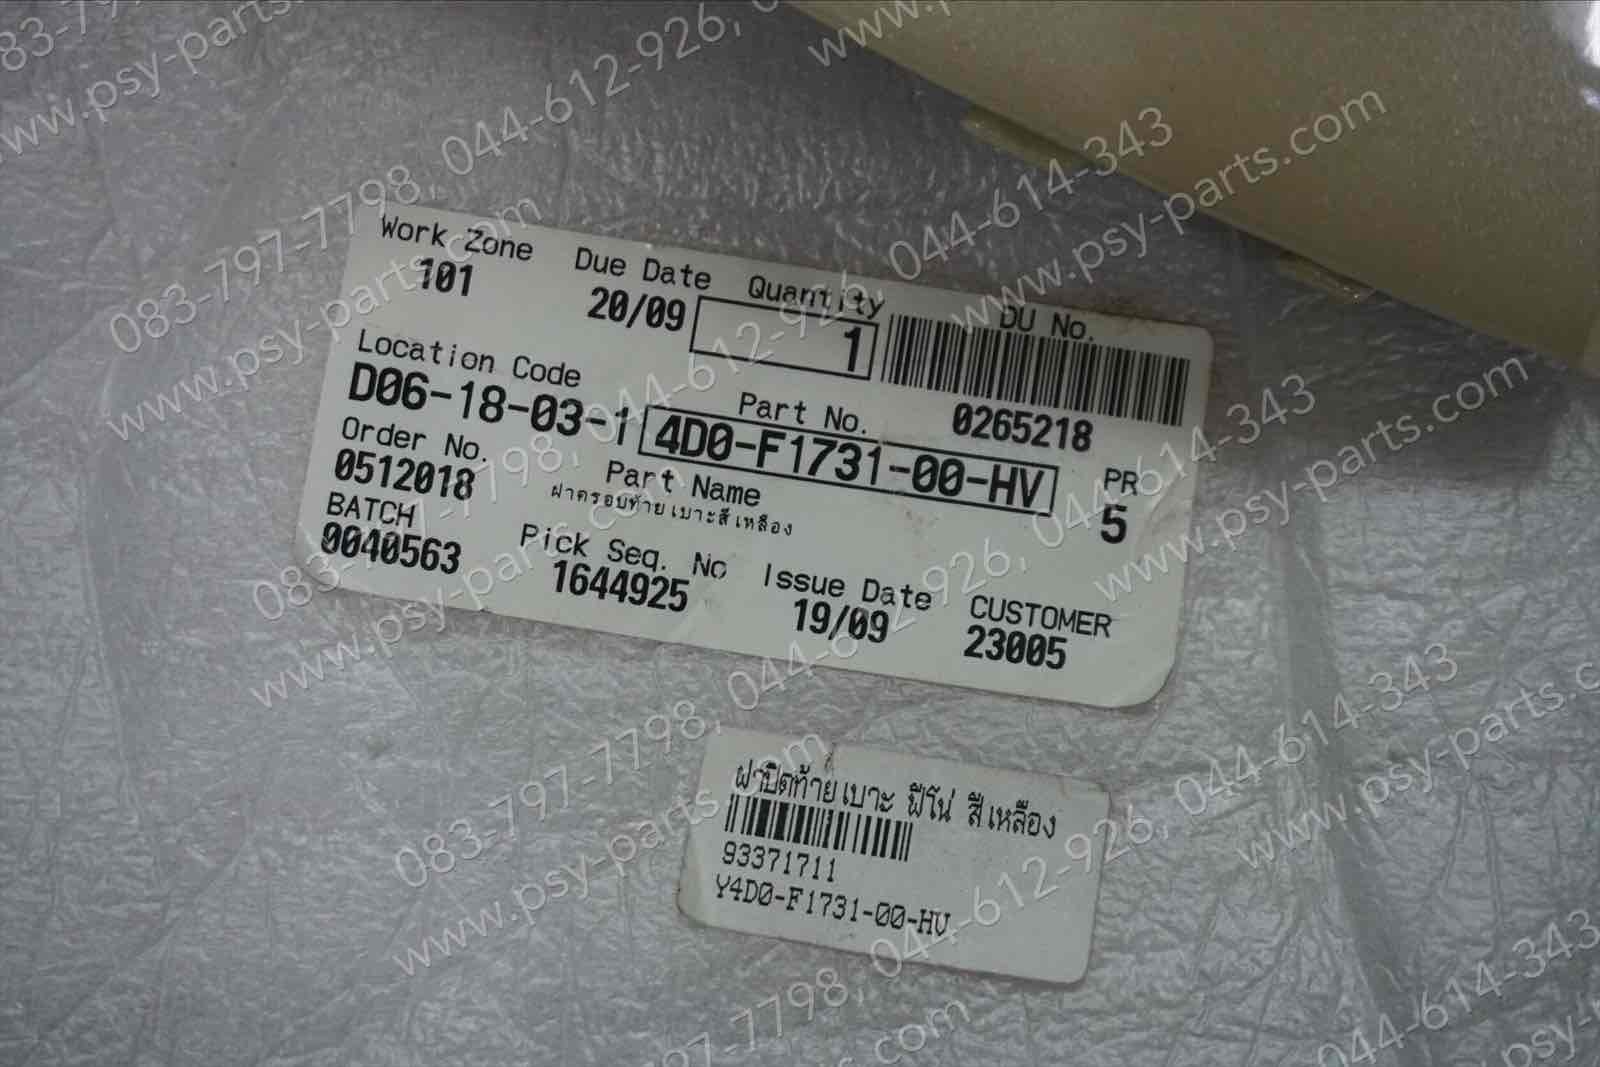 Work Zone Due Date Quantity DU No.
101 20/09 1
Location Code Part No. 0265218
D06-18-03-1 4D0-F1731-00-HV PR
Order No. Part Name 5
0512018 ฝาครอบท้ายเบาะสีเหลือง
BATCH Pick Seq. No Issue Date CUSTOMER
0040563 1644925 19/09 23005
ฝาปิดท้ายเบาะ ฟีโน่ สีเหลือง
93371711
Y4D0-F1731-00-HV
083-797-7798, 044-612-926, 044-614-343
www.psy-parts.com